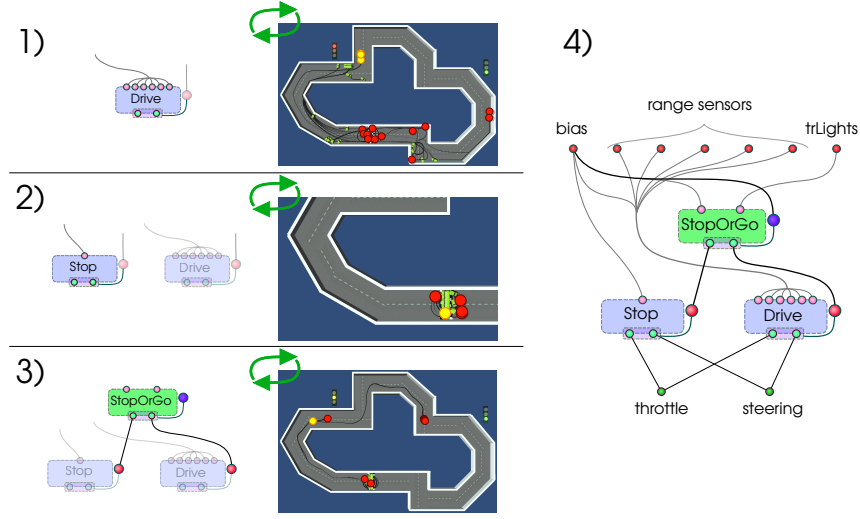 1)
Drive
2)
Stop
Drive
3)
StopOrGo
Stop
Drive
4)
range sensors
bias
trLights
StopOrGo
Stop
Drive
throttle
steering